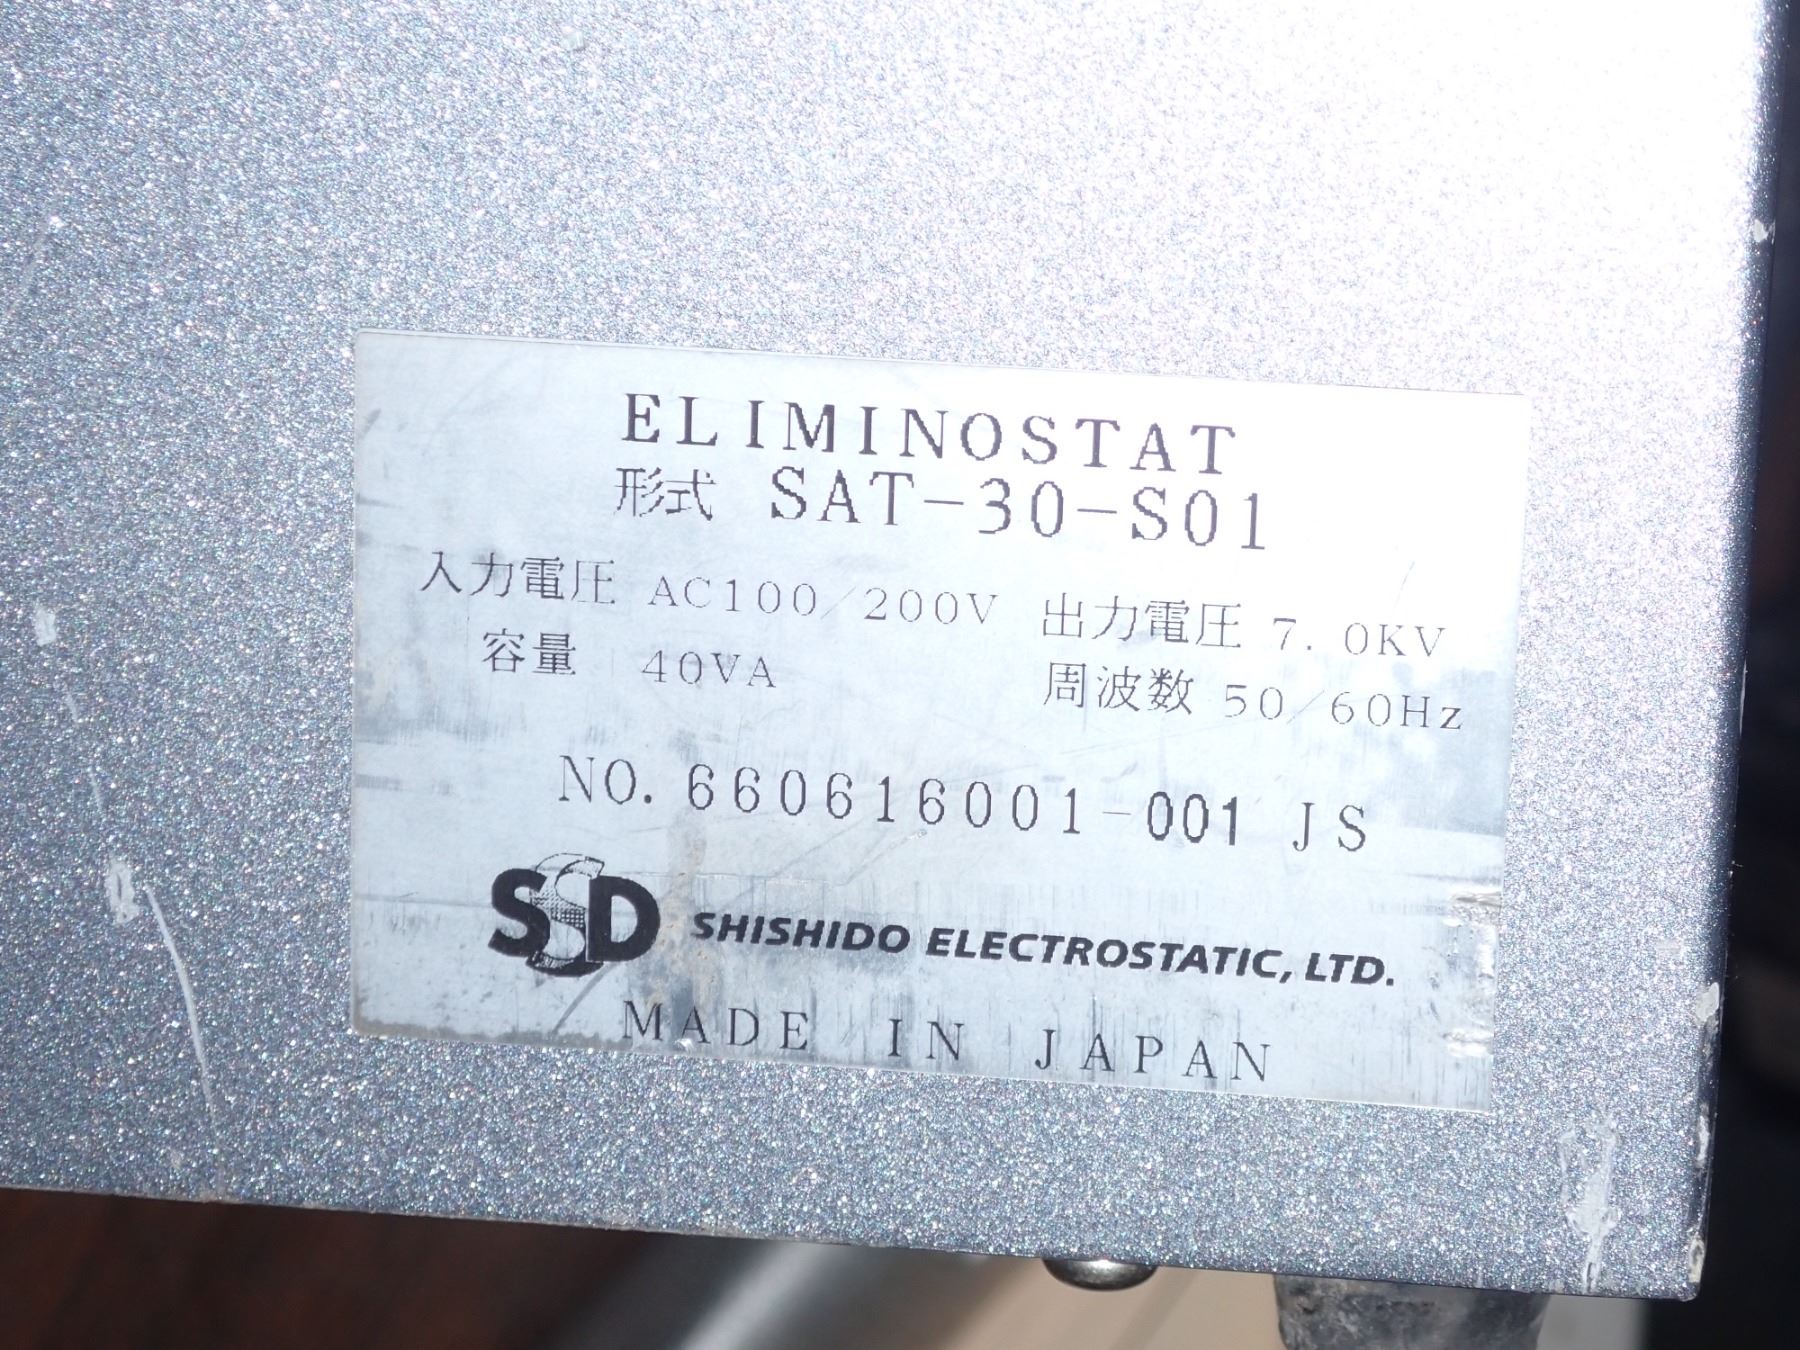 ELIMINOSTAT
形式 SAT-30-S01
入力電圧 AC100/200V 出力電圧 7.0KV
容量 40VA 周波数 50/60Hz
NO. 660616001-001 JS
SSD SHISHIDO ELECTROSTATIC, LTD.
MADE IN JAPAN